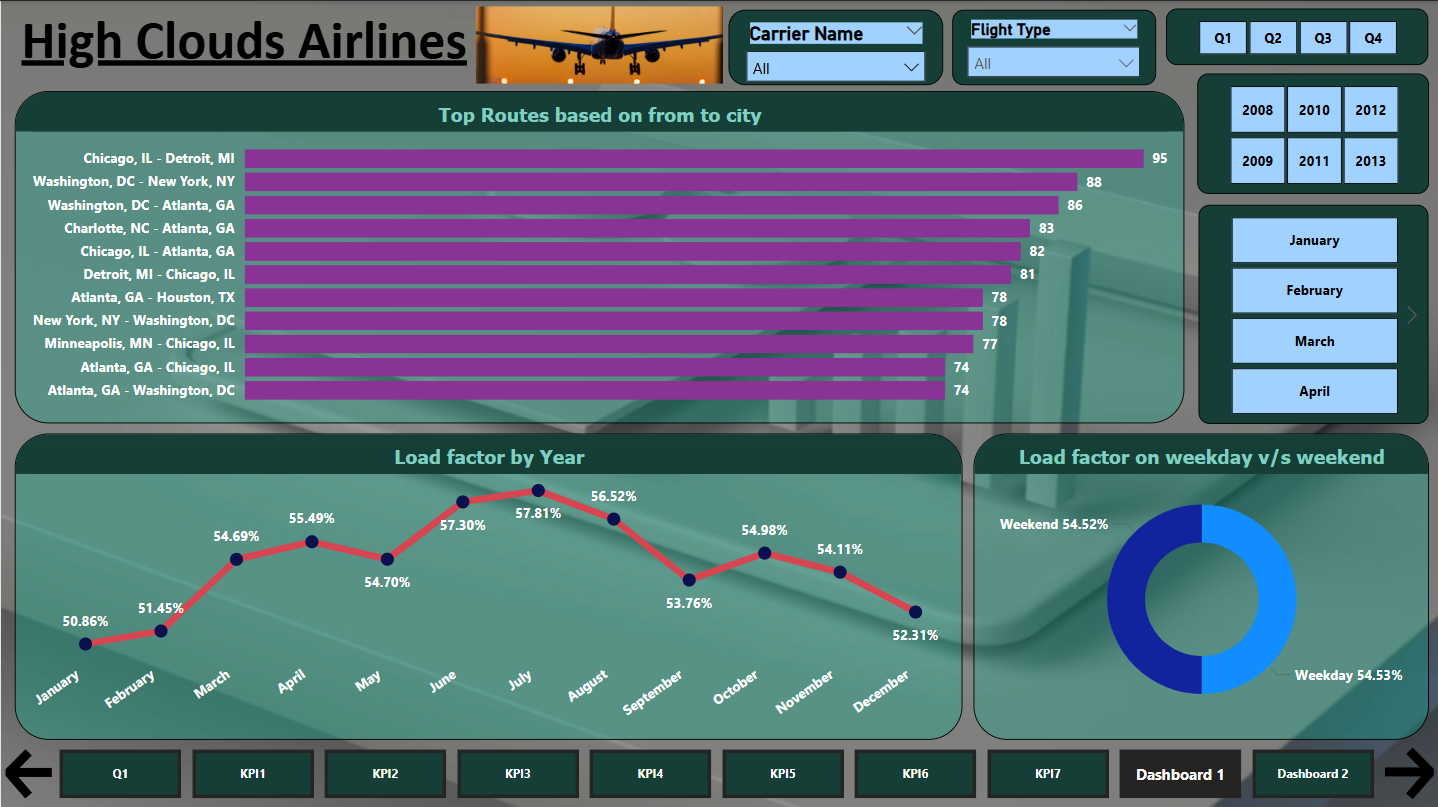 High Clouds Airlines
Carrier Name
All
Flight Type
All
Q1 Q2 Q3 Q4
2008 2010 2012
2009 2011 2013
January
February
March
April
Top Routes based on from to city
Chicago, IL - Detroit, MI 95
Washington, DC - New York, NY 88
Washington, DC - Atlanta, GA 86
Charlotte, NC - Atlanta, GA 83
Chicago, IL - Atlanta, GA 82
Detroit, MI - Chicago, IL 81
Atlanta, GA - Houston, TX 78
New York, NY - Washington, DC 78
Minneapolis, MN - Chicago, IL 77
Atlanta, GA - Chicago, IL 74
Atlanta, GA - Washington, DC 74
Load factor by Year
50.86% 51.45% 54.69% 55.49% 54.70% 57.30% 57.81% 56.52% 53.76% 54.98% 54.11% 52.31%
January February March April May June July August September October November December
Load factor on weekday v/s weekend
Weekend 54.52%
Weekday 54.53%
Q1 KPI1 KPI2 KPI3 KPI4 KPI5 KPI6 KPI7 Dashboard 1 Dashboard 2